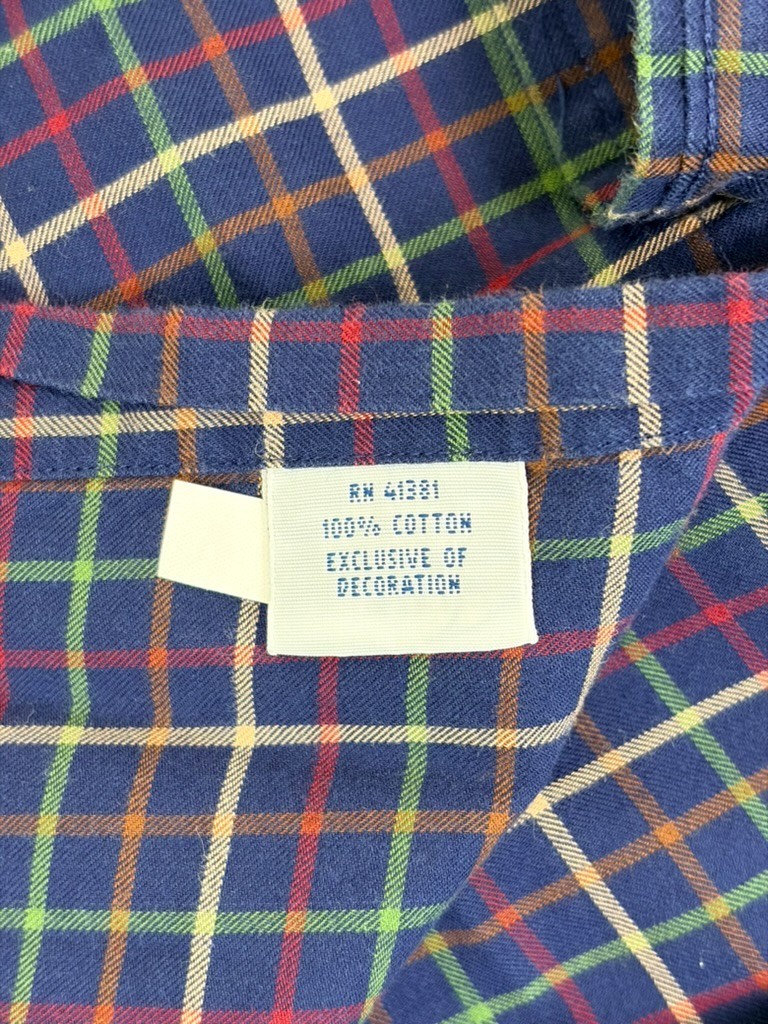 RN 41381
100% COTTON
EXCLUSIVE OF
DECORATION